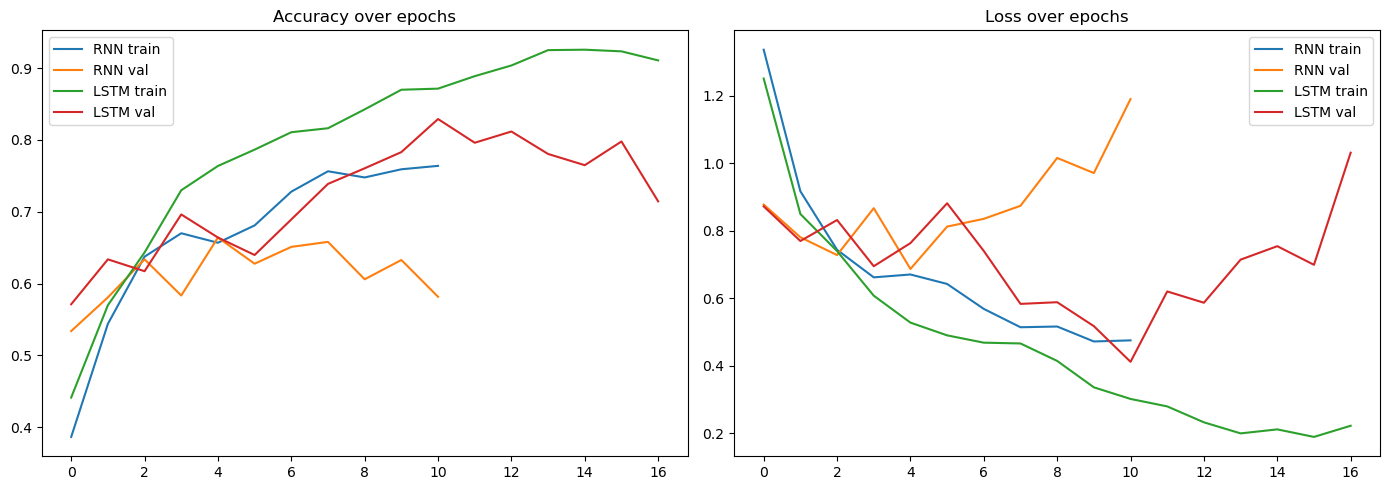 Accuracy over epochs
RNN train
RNN val
LSTM train
LSTM val
0.9
0.8
0.7
0.6
0.5
0.4
0 2 4 6 8 10 12 14 16
Loss over epochs
RNN train
RNN val
LSTM train
LSTM val
1.2
1.0
0.8
0.6
0.4
0.2
0 2 4 6 8 10 12 14 16